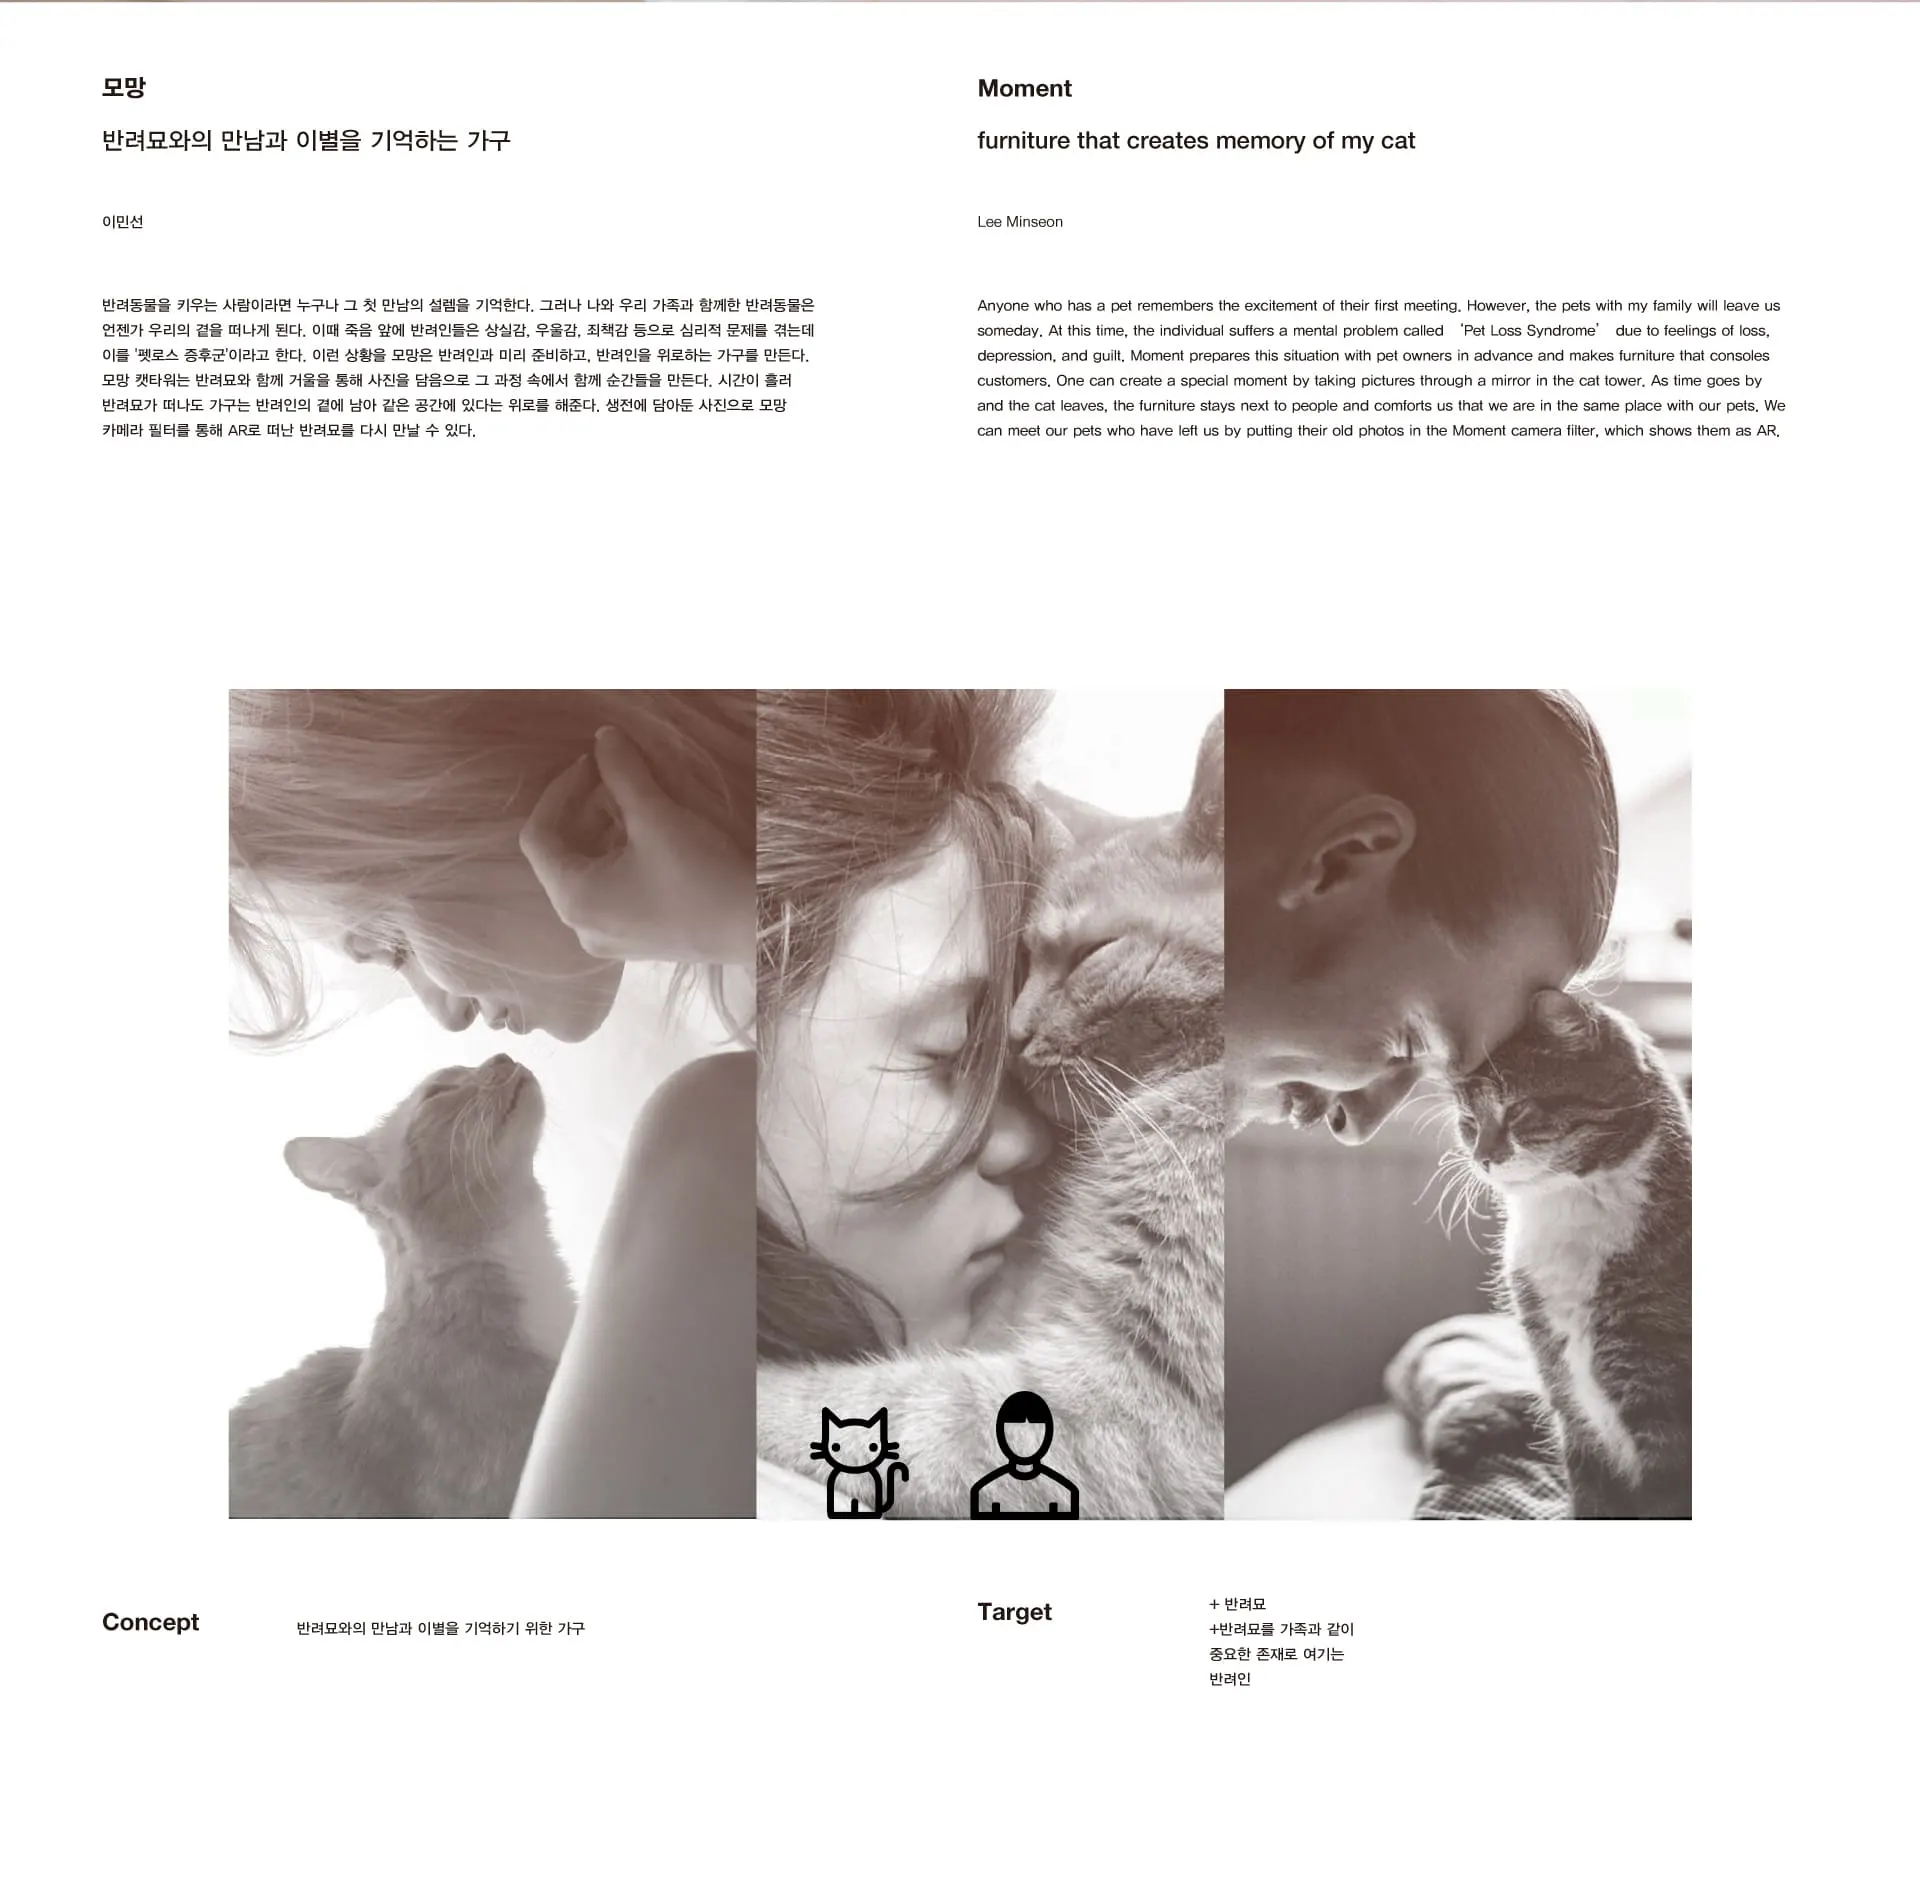 모망
반려묘와의 만남과 이별을 기억하는 가구
이민선
반려동물을 키우는 사람이라면 누구나 그 첫 만남의 설렘을 기억한다. 그러나 나와 우리 가족과 함께한 반려동물은
언젠가 우리의 곁을 떠나게 된다. 이때 죽음 앞에 반려인들은 상실감, 우울감, 죄책감 등으로 심리적 문제를 겪는데
이를 '펫로스 증후군'이라고 한다. 이런 상황을 모망은 반려인과 미리 준비하고, 반려인을 위로하는 가구를 만든다.
모망 캣타워는 반려묘와 함께 거울을 통해 사진을 담음으로 그 과정 속에서 함께 순간들을 만든다. 시간이 흘러
반려묘가 떠나도 가구는 반려인의 곁에 남아 같은 공간에 있다는 위로를 해준다. 생전에 담아둔 사진으로 모망
카메라 필터를 통해 AR로 떠난 반려묘를 다시 만날 수 있다.
Moment
furniture that creates memory of my cat
Lee Minseon
Anyone who has a pet remembers the excitement of their first meeting. However, the pets with my family will leave us
someday. At this time, the individual suffers a mental problem called ‘Pet Loss Syndrome’ due to feelings of loss,
depression, and guilt. Moment prepares this situation with pet owners in advance and makes furniture that consoles
customers. One can create a special moment by taking pictures through a mirror in the cat tower. As time goes by
and the cat leaves, the furniture stays next to people and comforts us that we are in the same place with our pets. We
can meet our pets who have left us by putting their old photos in the Moment camera filter, which shows them as AR.
Concept
반려묘와의 만남과 이별을 기억하기 위한 가구
Target
+ 반려묘
+반려묘를 가족과 같이
중요한 존재로 여기는
반려인